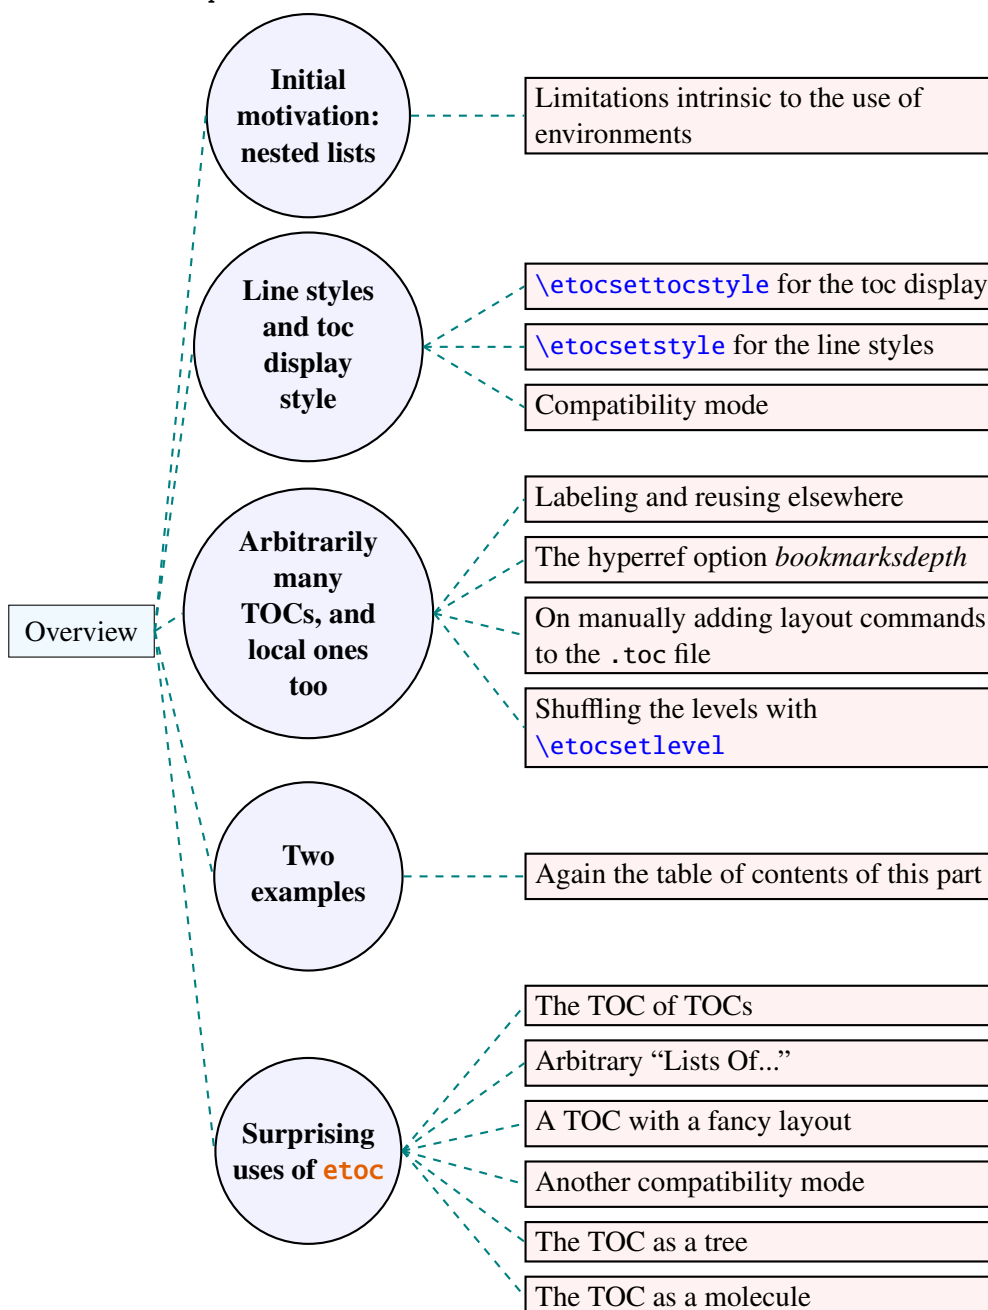 Initial
motivation:
nested lists
Limitations intrinsic to the use of
environments
Line styles
and toc
display
style
\etocsettocstyle for the toc display
\etocsetstyle for the line styles
Compatibility mode
Arbitrarily
many
TOCs, and
local ones
too
Labeling and reusing elsewhere
The hyperref option bookmarksdepth
On manually adding layout commands
to the .toc file
Shuffling the levels with
\etocsetlevel
Overview
Two
examples
Again the table of contents of this part
Surprising
uses of etoc
The TOC of TOCs
Arbitrary “Lists Of...”
A TOC with a fancy layout
Another compatibility mode
The TOC as a tree
The TOC as a molecule